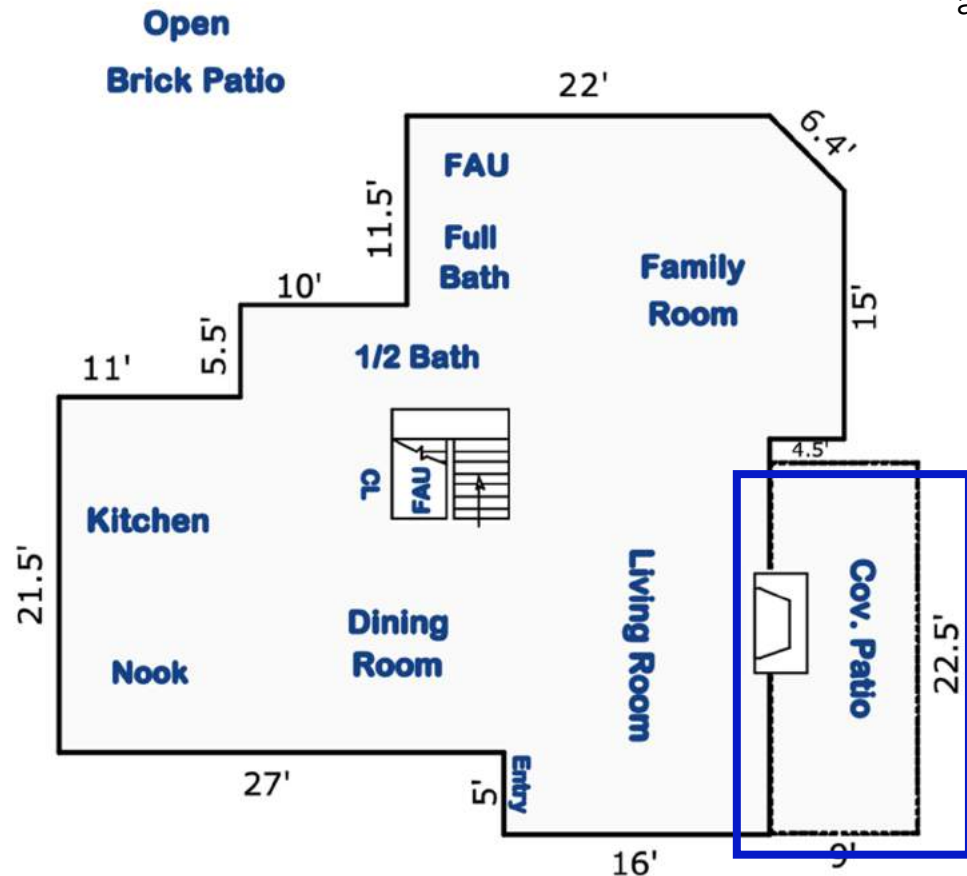 Open
Brick Patio
22'
6.4'
FAU
11.5'
Full
Bath
Family
Room
10'
15'
5.5'
1/2 Bath
11'
4.5'
CL
FAU
Kitchen
21.5'
Living Room
Cov. Patio
22.5'
Dining
Room
Nook
27'
5'
Entry
16'
9'